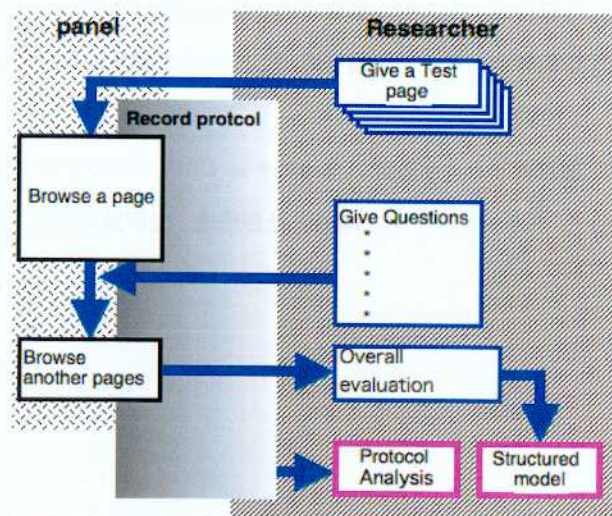 panel
Researcher
Give a Test
page
Record protcol
Browse a page
Give Questions
*
*
*
*
*
Browse
another pages
Overall
evaluation
Protocol
Analysis
Structured
model